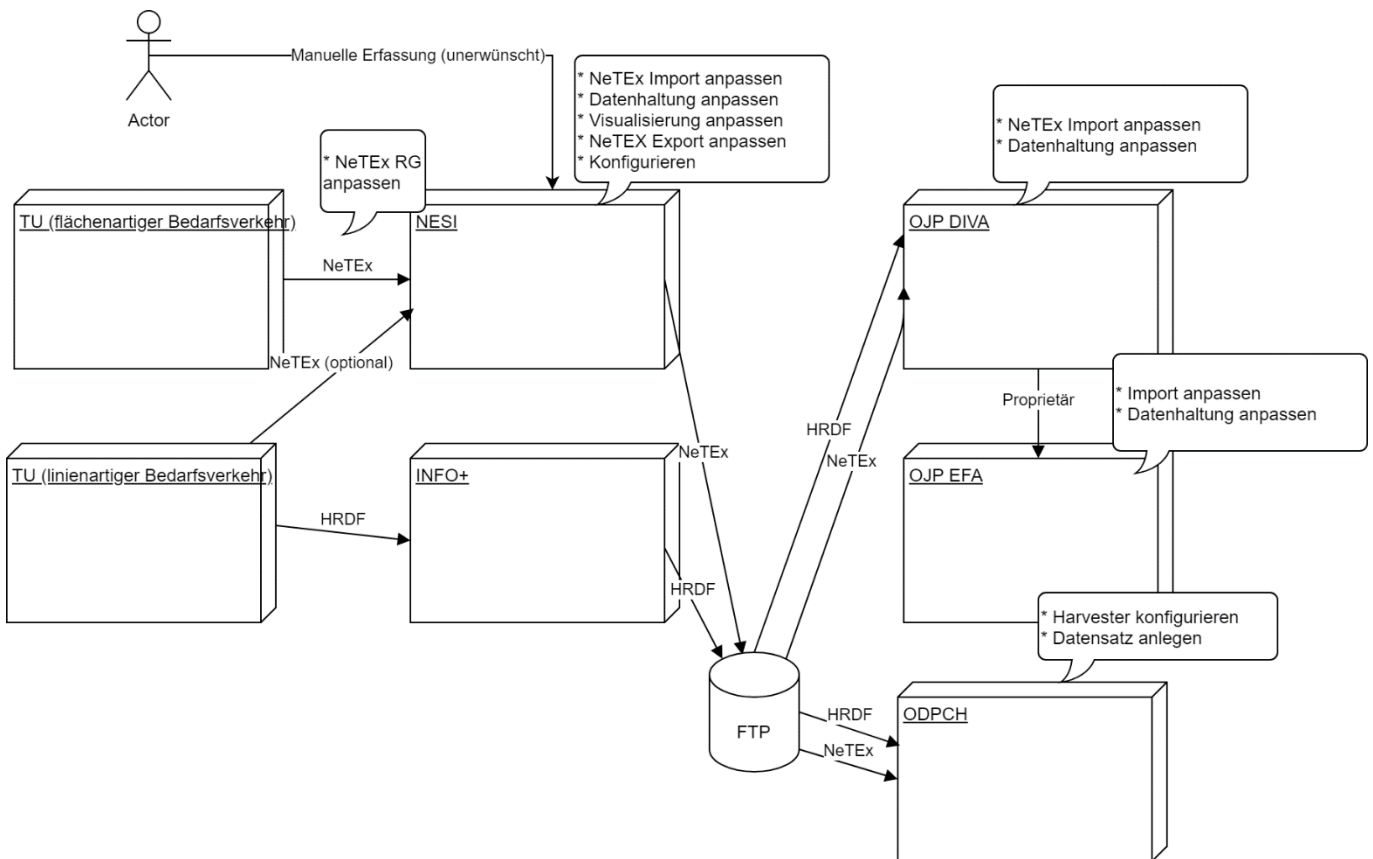 Manuelle Erfassung (unerwünscht)
Actor
* NeTEx Import anpassen
* Datenhaltung anpassen
* Visualisierung anpassen
* NeTEX Export anpassen
* Konfigurieren
* NeTEx Import anpassen
* Datenhaltung anpassen
* NeTEx RG
anpassen
TU (flächenartiger Bedarfsverkehr)
NESI
OJP DIVA
NeTEx
NeTEx (optional)
Proprietär
* Import anpassen
* Datenhaltung anpassen
HRDF
NeTEx
NeTEx
TU (linienartiger Bedarfsverkehr)
INFO+
OJP EFA
HRDF
HRDF
* Harvester konfigurieren
* Datensatz anlegen
FTP
HRDF
NeTEx
ODPCH